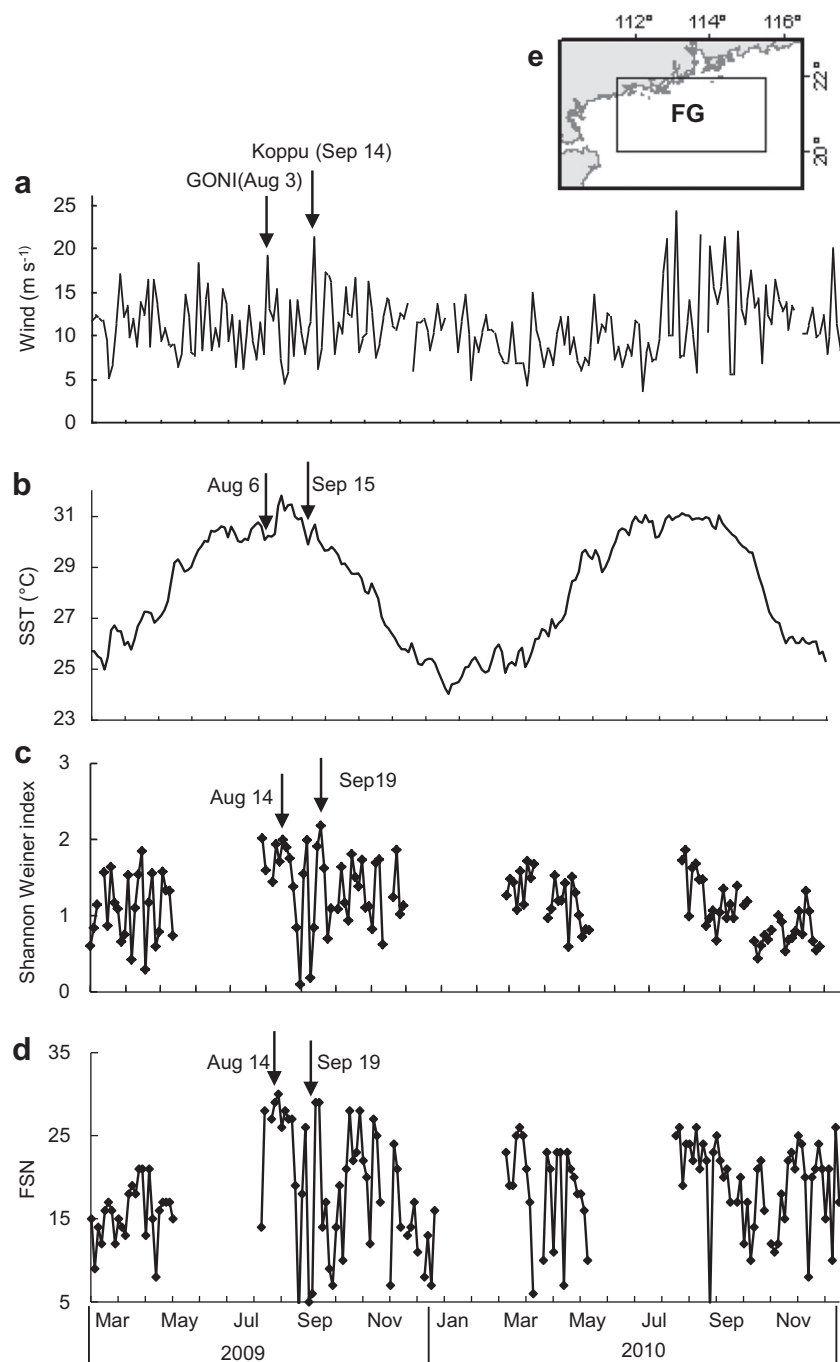 112° 114° 116°
e
22°
20°
FG
Koppu (Sep 14)
GONI(Aug 3)
a
25
20
15
10
5
0
Wind (m s⁻¹)
b
Aug 6
Sep 15
31
29
27
25
23
SST (°C)
c
3
2
1
0
Aug 14
Sep19
Shannon Weiner index
d
35
25
15
5
Aug 14
Sep 19
FSN
Mar May Jul Sep Nov Jan Mar May Jul Sep Nov
2009 2010